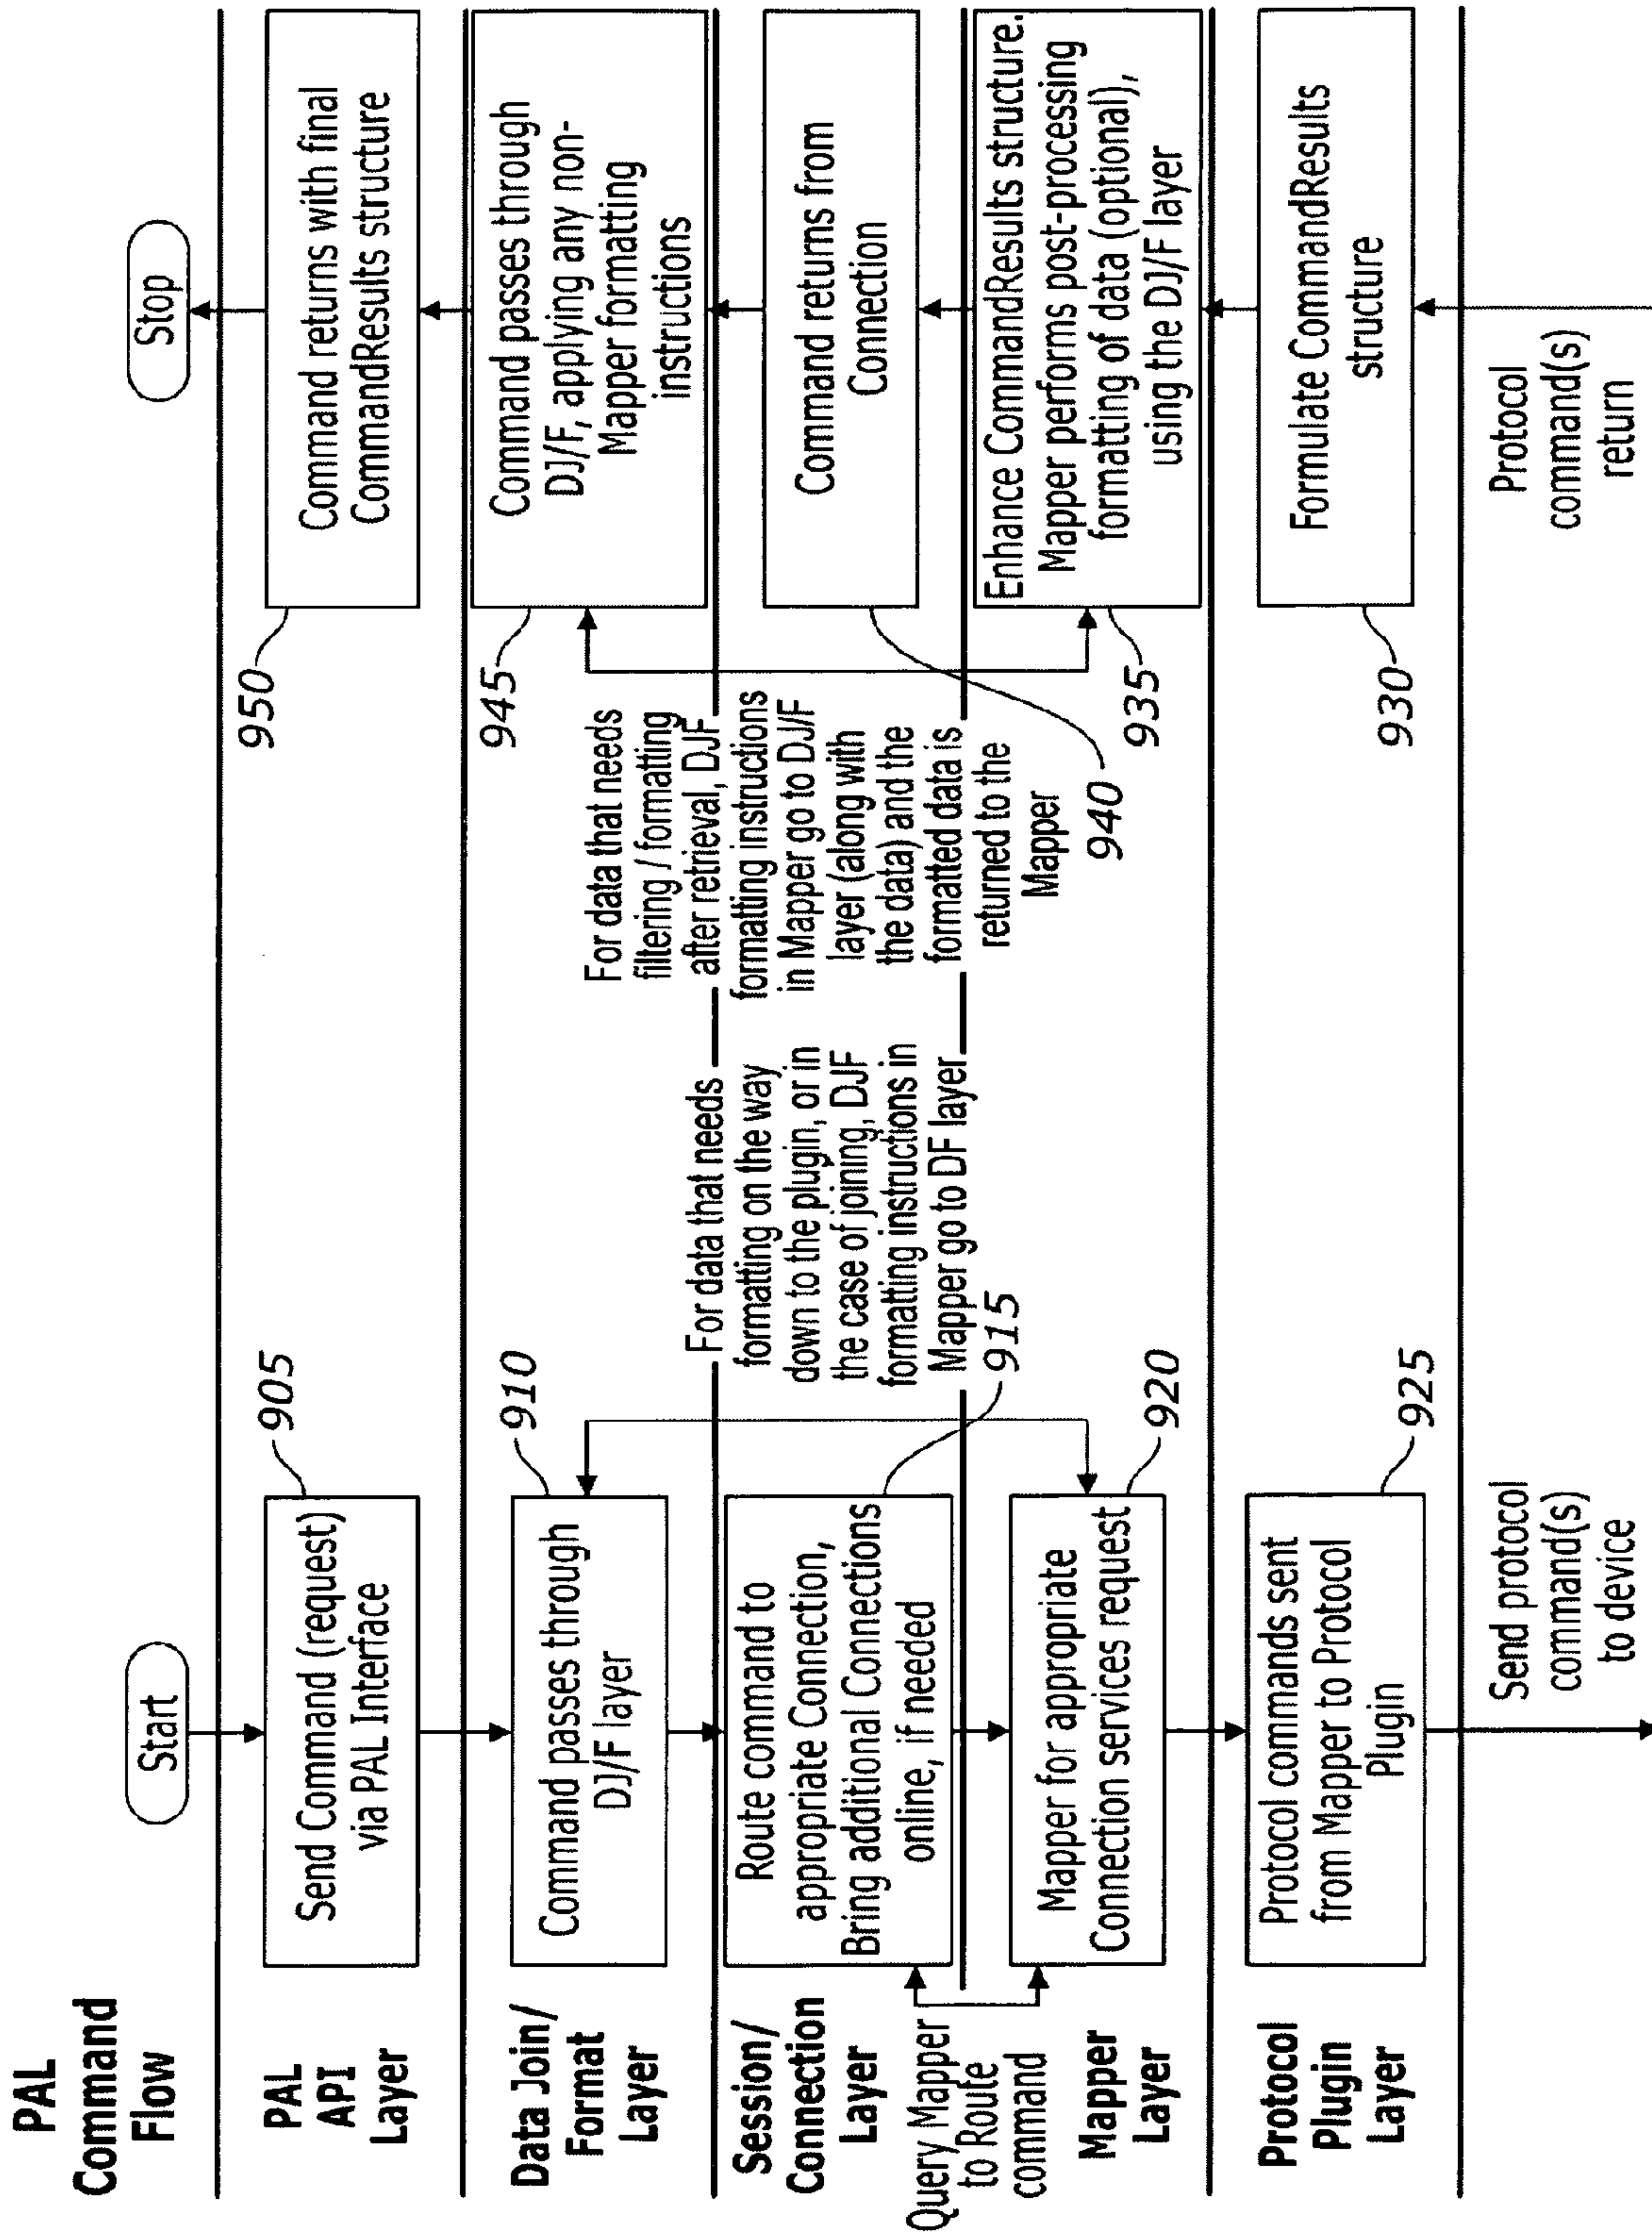 PAL
Command
Flow
Start
Stop
PAL
API
Layer
Send Command (request)
via PAL Interface
905
950
Command returns with final
CommandResults structure
Data Join/
Format
Layer
Command passes through
DJ/F layer
910
945
Command passes through
DJ/F, applying any non-
Mapper formatting
instructions
Session/
Connection
Layer
Route command to
appropriate Connection,
Bring additional Connections
online, if needed
915
For data that needs
formatting on the way
down to the plugin, or in
the case of joining, DJF
formatting instructions in
Mapper go to DF layer
For data that needs
filtering / formatting
after retrieval, DJF
formatting instructions
in Mapper go to DJ/F
layer (along with
the data) and the
formatted data is
returned to the
Mapper
940
Command returns from
Connection
Query Mapper
to Route
command
Mapper
Layer
Mapper for appropriate
Connection services request
920
935
Enhance CommandResults structure.
Mapper performs post-processing
formatting of data (optional),
using the DJ/F layer
Protocol
Plugin
Layer
Protocol commands sent
from Mapper to Protocol
Plugin
925
930
Formulate CommandResults
structure
Send protocol
command(s)
to device
Protocol
command(s)
return